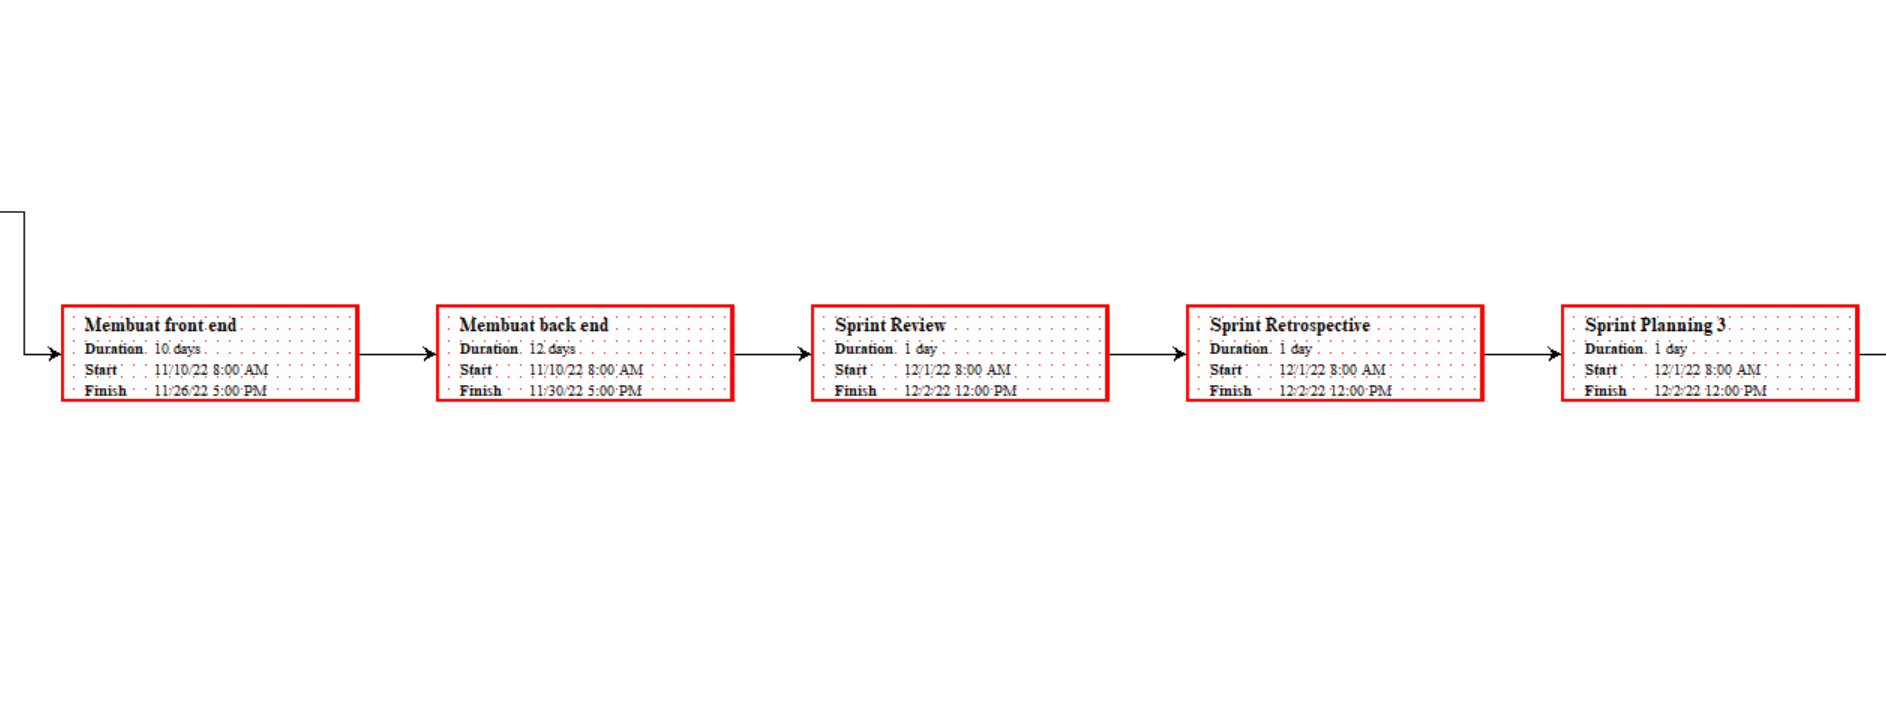 Membuat front end
Duration 10 days
Start 11/10/22 8:00 AM
Finish 11/26/22 5:00 PM
Membuat back end
Duration 12 days
Start 11/10/22 8:00 AM
Finish 11/30/22 5:00 PM
Sprint Review
Duration 1 day
Start 12/1/22 8:00 AM
Finish 12/2/22 12:00 PM
Sprint Retrospective
Duration 1 day
Start 12/1/22 8:00 AM
Finish 12/2/22 12:00 PM
Sprint Planning 3
Duration 1 day
Start 12/1/22 8:00 AM
Finish 12/2/22 12:00 PM